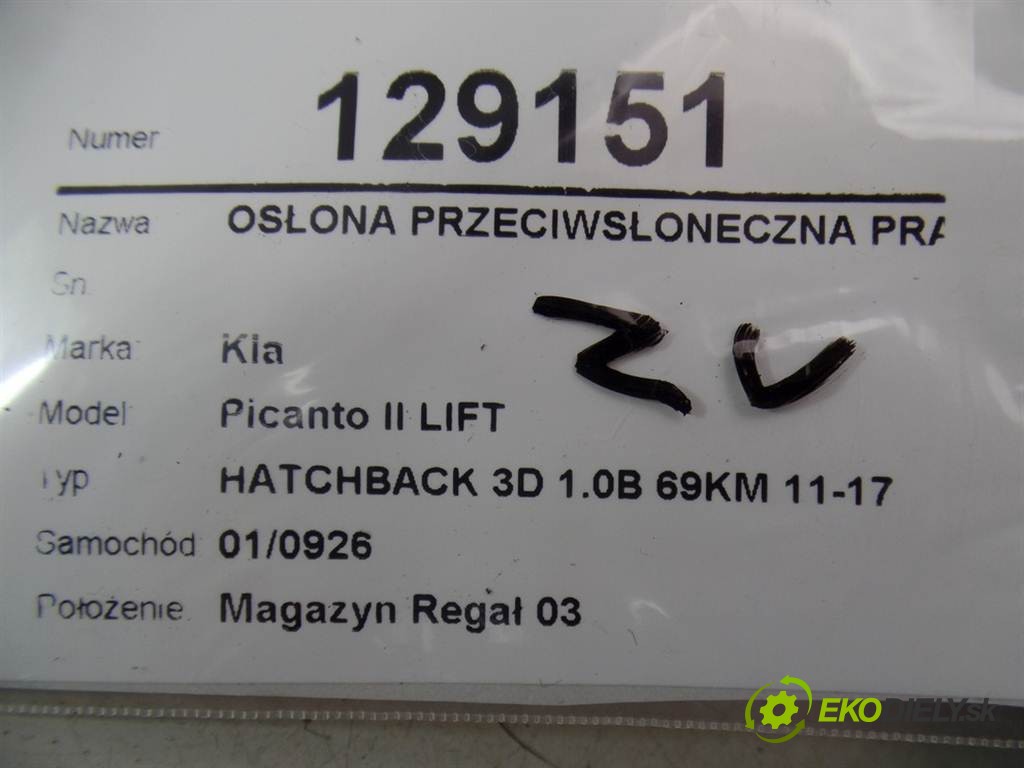 Numer 129151
Nazwa OSŁONA PRZECIWSŁONECZNA PRA
Sn.
Marka Kia
Model Picanto II LIFT
Typ HATCHBACK 3D 1.0B 69KM 11-17
Samochód 01/0926
Położenie Magazyn Regał 03
EKODIELY.sk